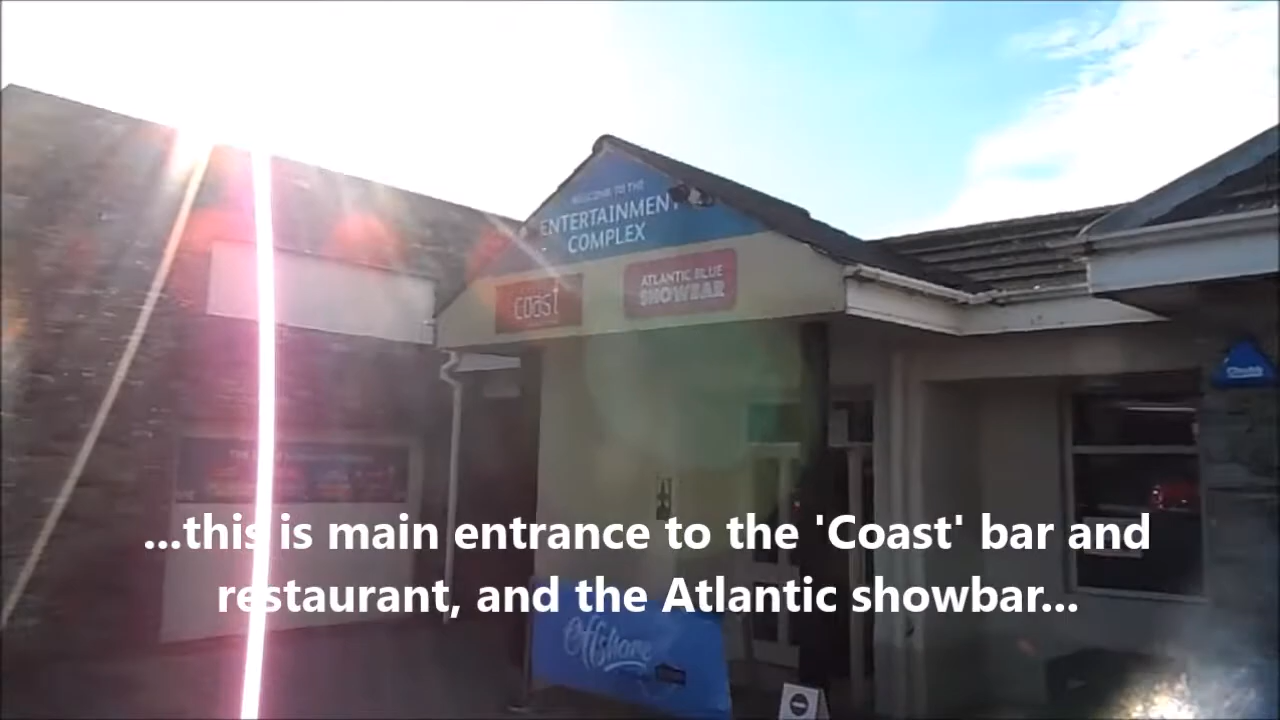 WELCOME TO THE
ENTERTAINMENT
COMPLEX
coast
ATLANTIC BLUE
SHOWBAR
Chubb
...this is main entrance to the 'Coast' bar and
restaurant, and the Atlantic showbar...
Offshore